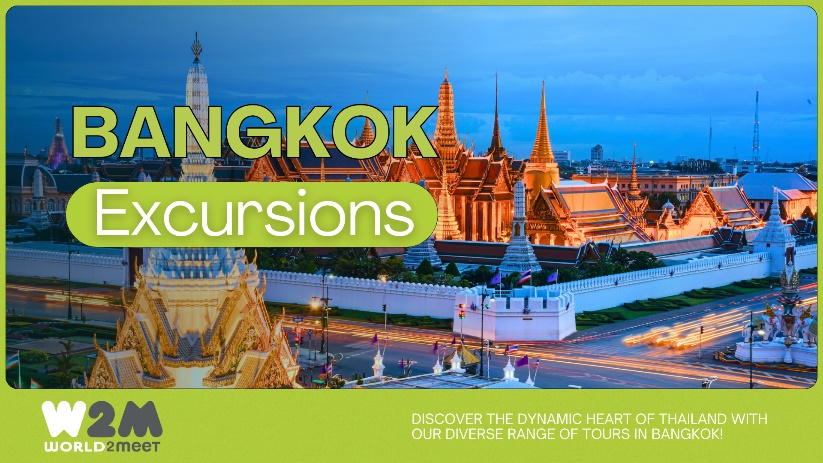 BANGKOK
Excursions
W2M
WORLD2MEET
DISCOVER THE DYNAMIC HEART OF THAILAND WITH
OUR DIVERSE RANGE OF TOURS IN BANGKOK!